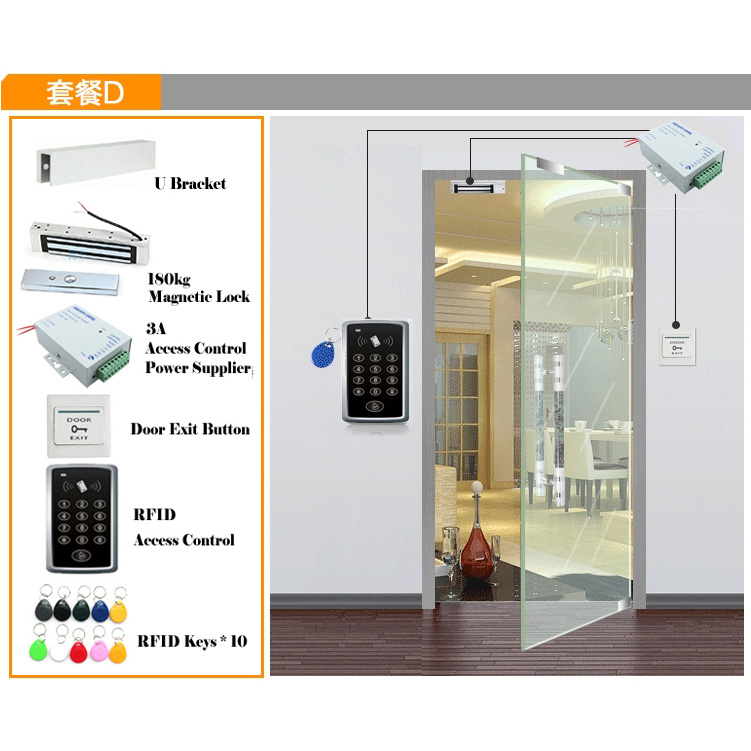 套餐D
U Bracket
180kg
Magnetic Lock
3A
Access Control
Power Supplier
DOOR
EXIT
Door Exit Button
RFID
Access Control
RFID Keys * 10
DOOR
EXIT